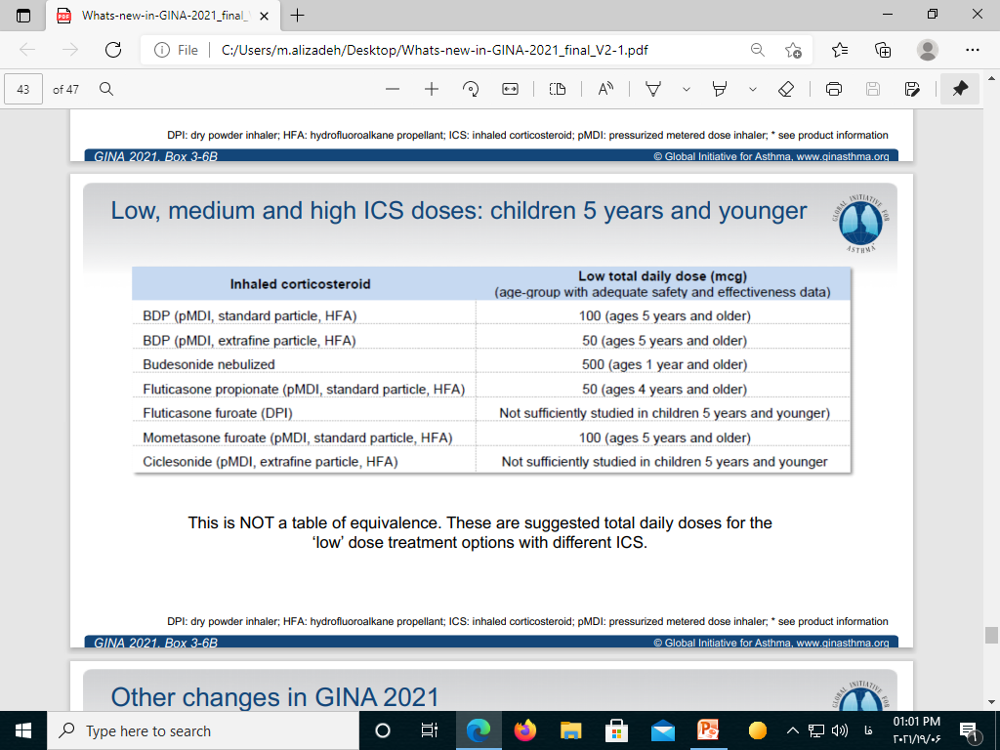 Whats-new-in-GINA-2021_final_
File
C:/Users/m.alizadeh/Desktop/Whats-new-in-GINA-2021_final_V2-1.pdf
43 of 47
DPI: dry powder inhaler; HFA: hydrofluoroalkane propellant; ICS: inhaled corticosteroid; pMDI: pressurized metered dose inhaler; * see product information
GINA 2021, Box 3-6B
© Global Initiative for Asthma, www.ginasthma.org
Low, medium and high ICS doses: children 5 years and younger
GLOBAL INITIATIVE FOR ASTHMA
Inhaled corticosteroid
Low total daily dose (mcg)
(age-group with adequate safety and effectiveness data)
BDP (pMDI, standard particle, HFA) 100 (ages 5 years and older)
BDP (pMDI, extrafine particle, HFA) 50 (ages 5 years and older)
Budesonide nebulized 500 (ages 1 year and older)
Fluticasone propionate (pMDI, standard particle, HFA) 50 (ages 4 years and older)
Fluticasone furoate (DPI) Not sufficiently studied in children 5 years and younger)
Mometasone furoate (pMDI, standard particle, HFA) 100 (ages 5 years and older)
Ciclesonide (pMDI, extrafine particle, HFA) Not sufficiently studied in children 5 years and younger
This is NOT a table of equivalence. These are suggested total daily doses for the
‘low’ dose treatment options with different ICS.
DPI: dry powder inhaler; HFA: hydrofluoroalkane propellant; ICS: inhaled corticosteroid; pMDI: pressurized metered dose inhaler; * see product information
GINA 2021, Box 3-6B
© Global Initiative for Asthma, www.ginasthma.org
Other changes in GINA 2021
GLOBAL INITIATIVE FOR
Type here to search
فا
01:01 PM
٢٠٢١/١٩/٠۶
1